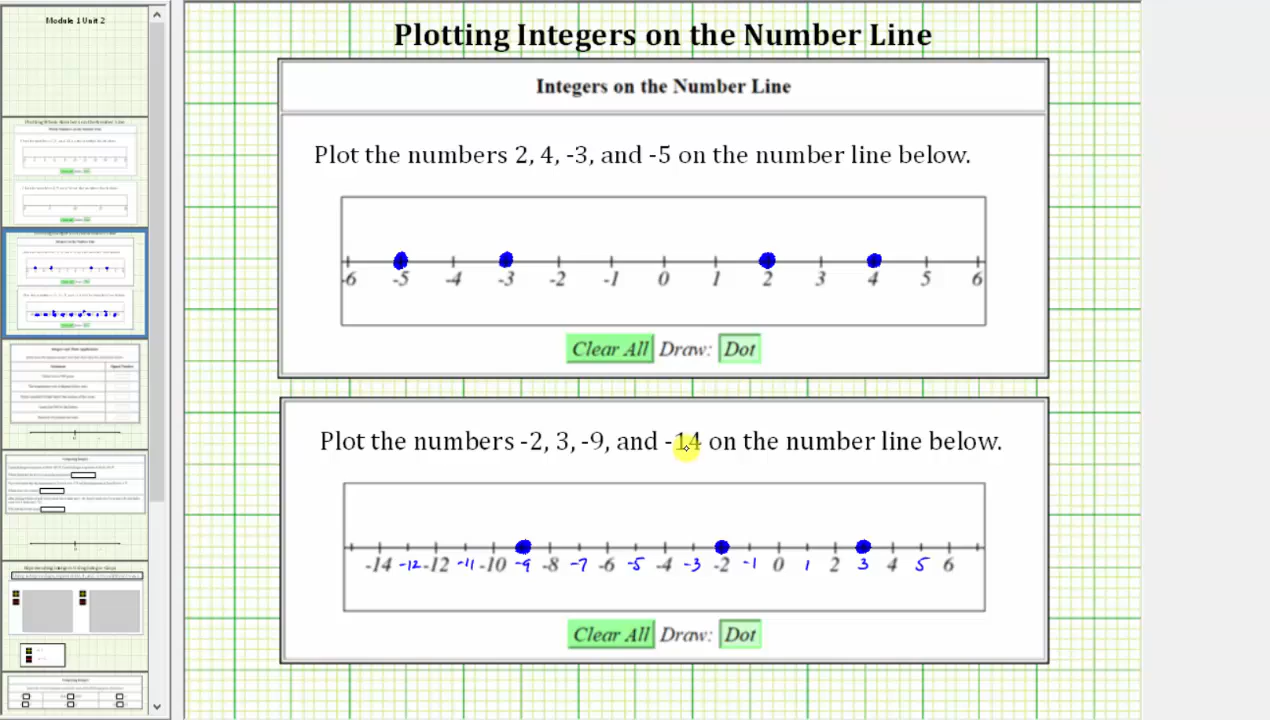 Module 1 Unit 2
Plotting Integers on the Number Line
Integers on the Number Line
Plot the numbers 2, 4, -3, and -5 on the number line below.
-6 -5 -4 -3 -2 -1 0 1 2 3 4 5 6
Clear All Draw: Dot
Plot the numbers -2, 3, -9, and -14 on the number line below.
-14 -12 -12 -11 -10 -9 -8 -7 -6 -5 -4 -3 -2 -1 0 1 2 3 4 5 6
Clear All Draw: Dot